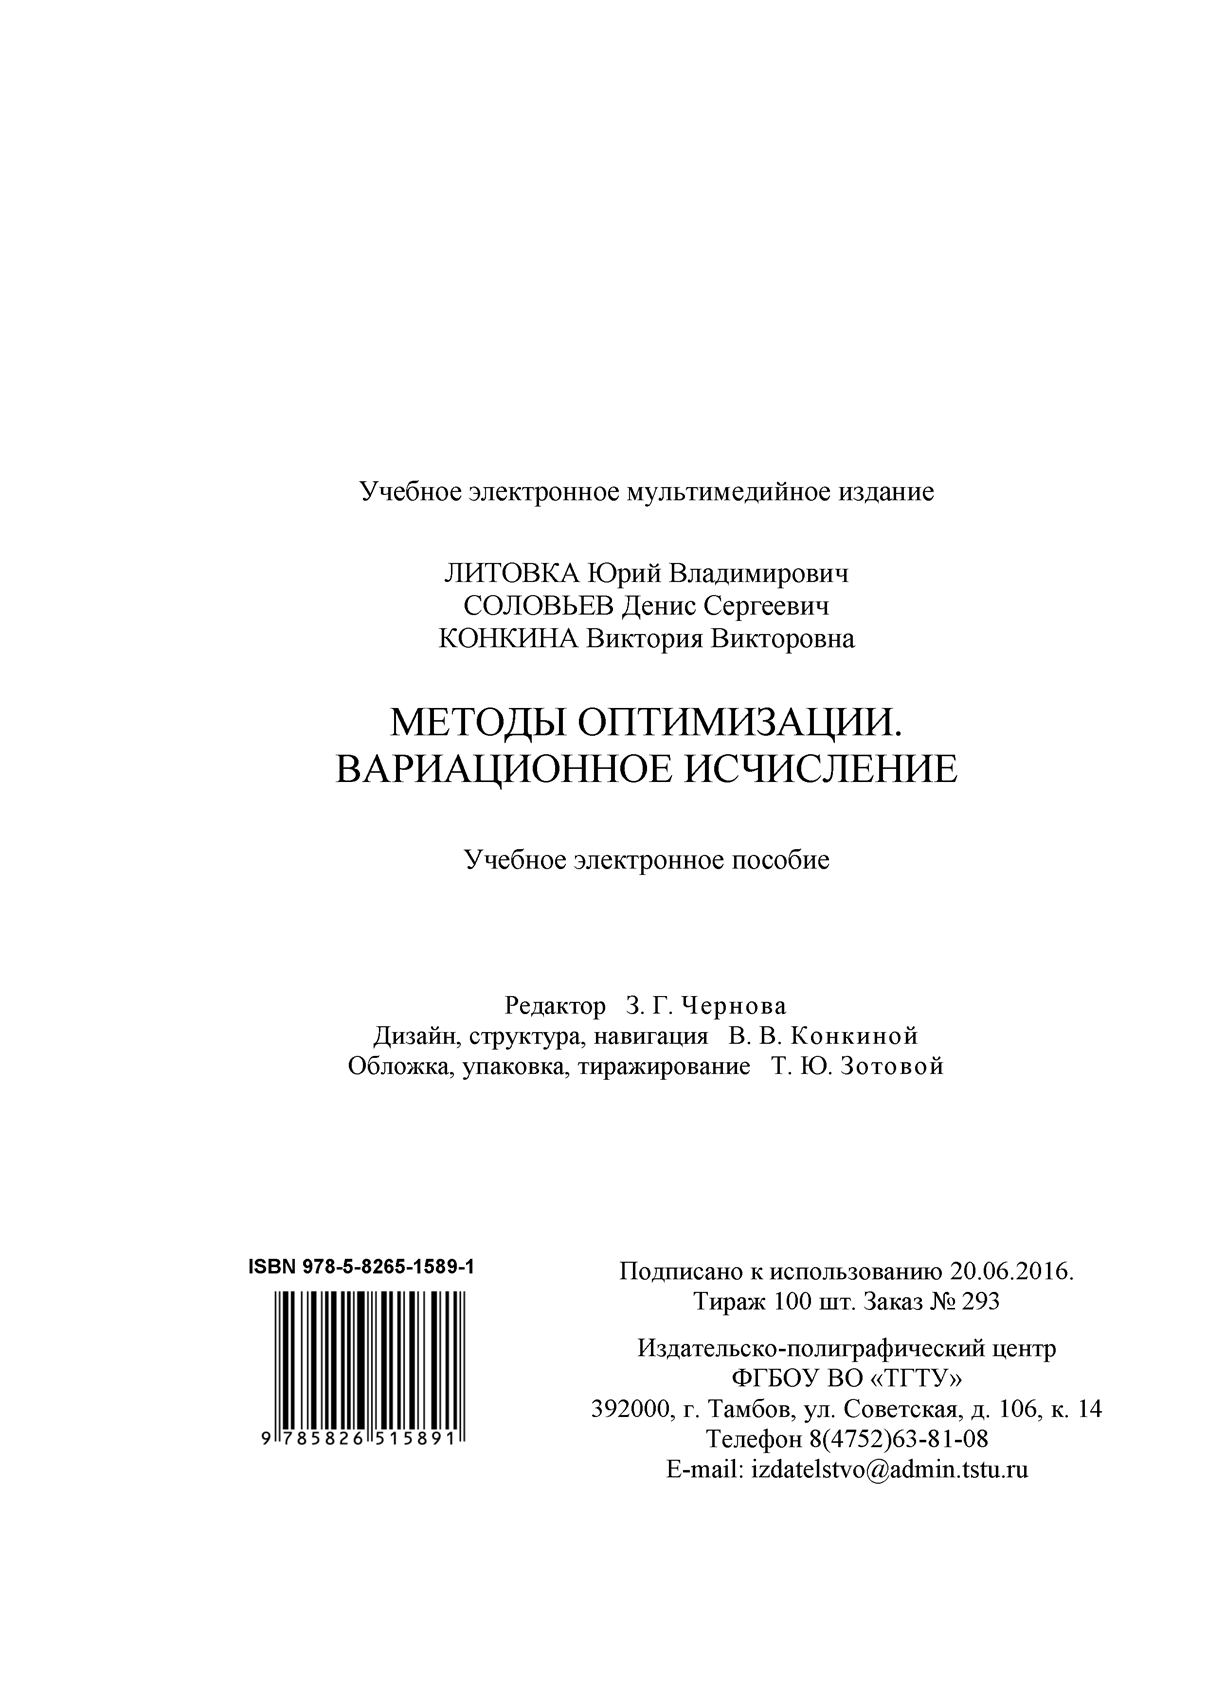 Учебное электронное мультимедийное издание
ЛИТОВКА Юрий Владимирович
СОЛОВЬЕВ Денис Сергеевич
КОНКИНА Виктория Викторовна
МЕТОДЫ ОПТИМИЗАЦИИ.
ВАРИАЦИОННОЕ ИСЧИСЛЕНИЕ
Учебное электронное пособие
Редактор З. Г. Чернова
Дизайн, структура, навигация В. В. Конкиной
Обложка, упаковка, тиражирование Т. Ю. Зотовой
ISBN 978-5-8265-1589-1
9 785826 515891
Подписано к использованию 20.06.2016.
Тираж 100 шт. Заказ № 293
Издательско-полиграфический центр
ФГБОУ ВО «ТГТУ»
392000, г. Тамбов, ул. Советская, д. 106, к. 14
Телефон 8(4752)63-81-08
E-mail: izdatelstvo@admin.tstu.ru